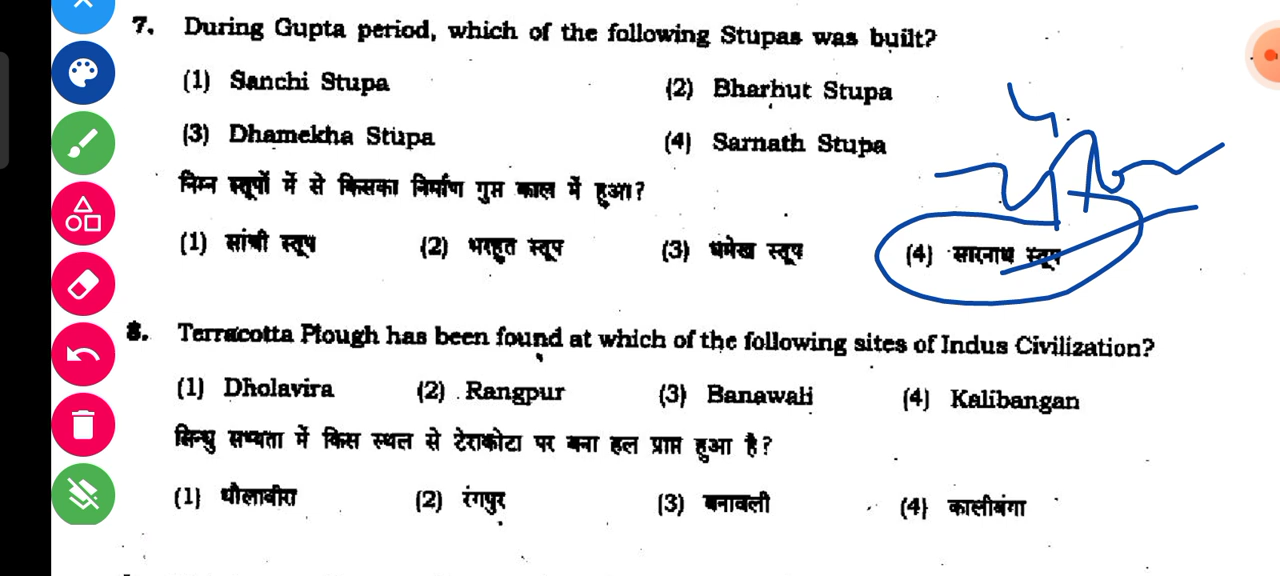 7. During Gupta period, which of the following Stupas was built?
(1) Sanchi Stupa (2) Bharhut Stupa
(3) Dhamekha Stupa (4) Sarnath Stupa
निम्न स्तूपों में से किसका निर्माण गुप्त काल में हुआ?
(1) सांची स्तूप (2) भरहुत स्तूप (3) धमेख स्तूप (4) सारनाथ स्तूप
8. Terracotta Plough has been found at which of the following sites of Indus Civilization?
(1) Dholavira (2) Rangpur (3) Banawali (4) Kalibangan
सिन्धु सभ्यता में किस स्थल से टेराकोटा पर बना हल प्राप्त हुआ है?
(1) धौलावीरा (2) रंगपुर (3) बनावली (4) कालीबंगा